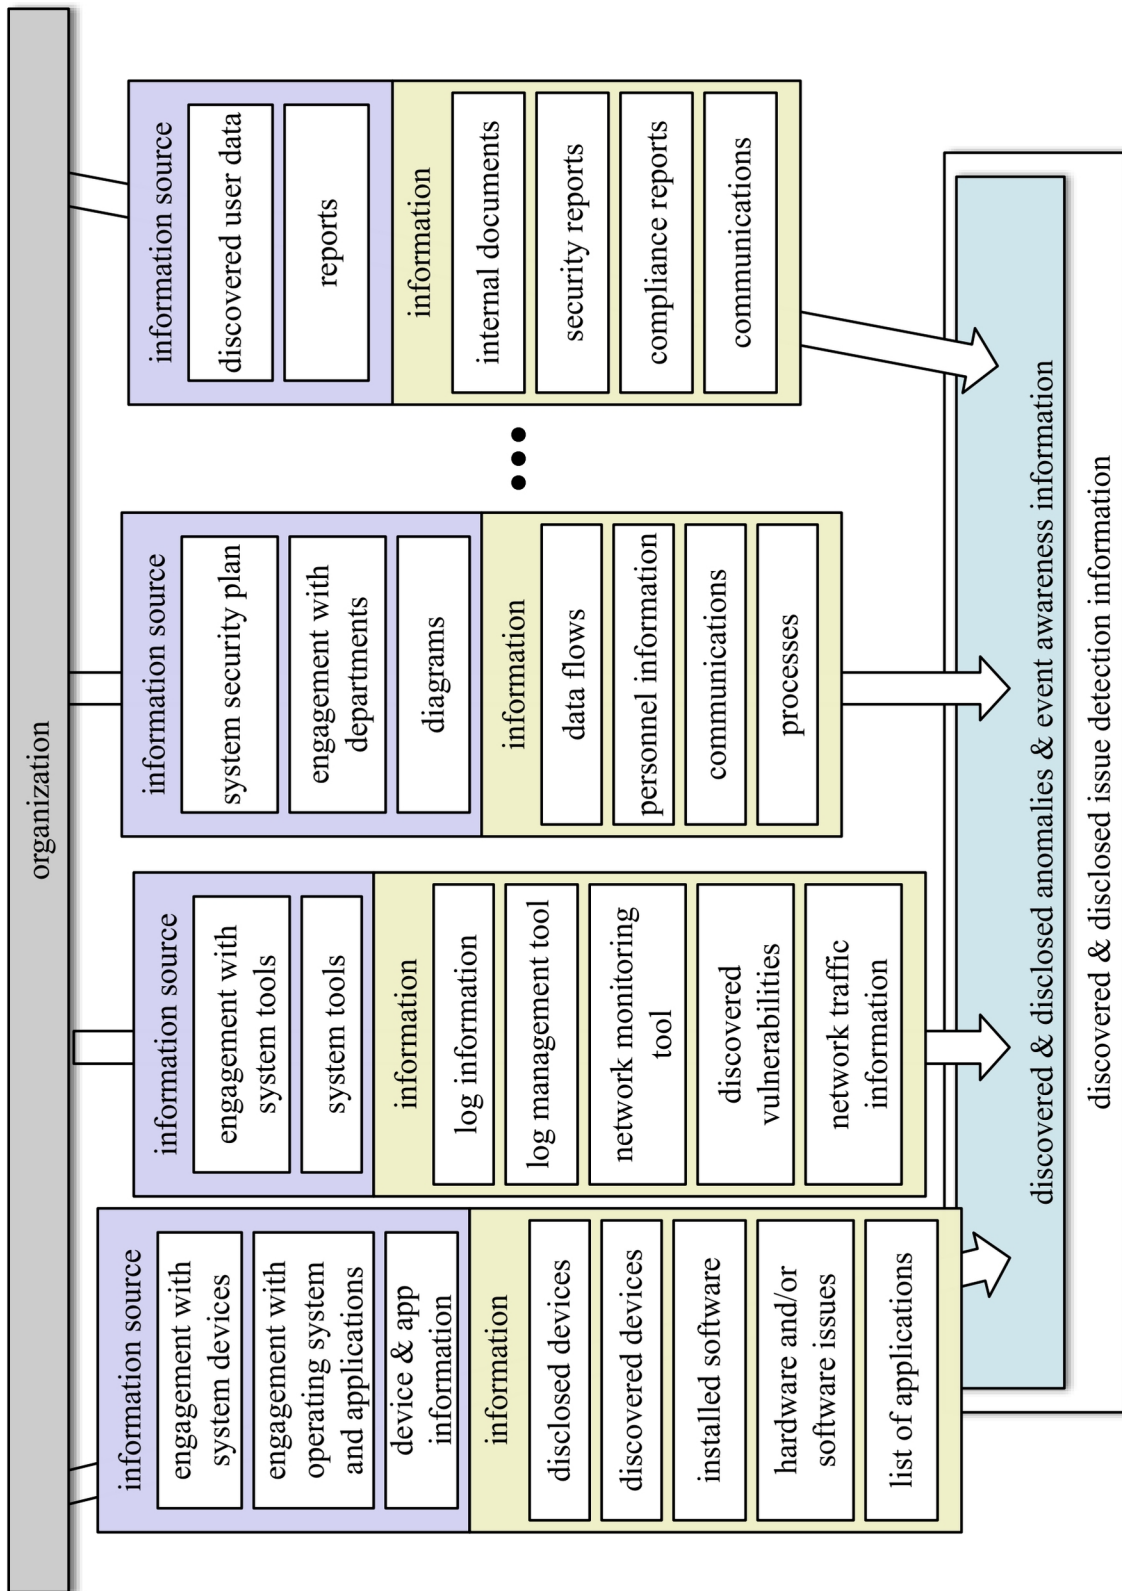 organization
information source
engagement with
system devices
engagement with
operating system
and applications
device & app
information
information
disclosed devices
discovered devices
installed software
hardware and/or
software issues
list of applications
information source
engagement with
system tools
system tools
information
log information
log management tool
network monitoring
tool
discovered
vulnerabilities
network traffic
information
information source
system security plan
engagement with
departments
diagrams
information
data flows
personnel information
communications
processes
information source
discovered user data
reports
information
internal documents
security reports
compliance reports
communications
discovered & disclosed anomalies & event awareness information
discovered & disclosed issue detection information